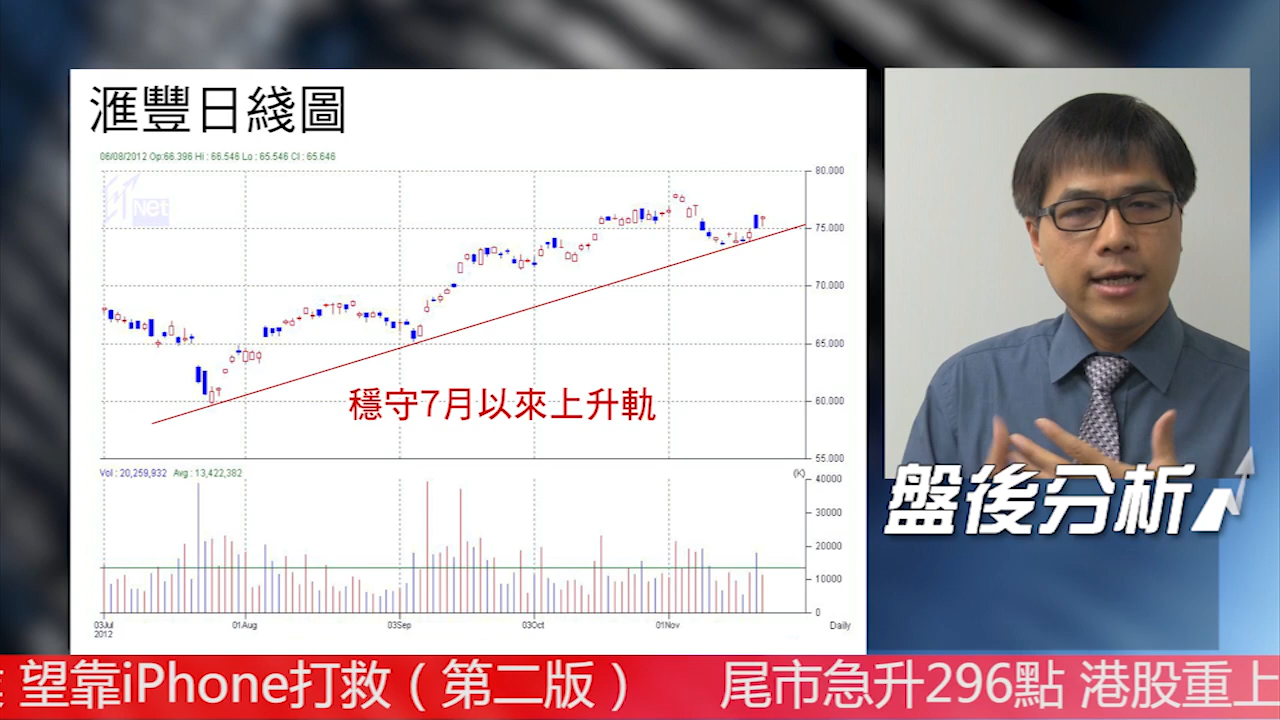 滙豐日綫圖
06/08/2012 Op:66.396 Hi : 66.546 Lo : 65.546 Cl : 65.646
Net
80.000
75.000
70.000
65.000
60.000
55.000
穩守7月以來上升軌
Vol : 20,259,932 Avg : 13,422,382
(K)
40000
30000
20000
10000
0
03Jul 01Aug 03Sep 03Oct 01Nov Daily
2012
盤後分析
望靠iPhone打救（第二版） 尾市急升296點 港股重上